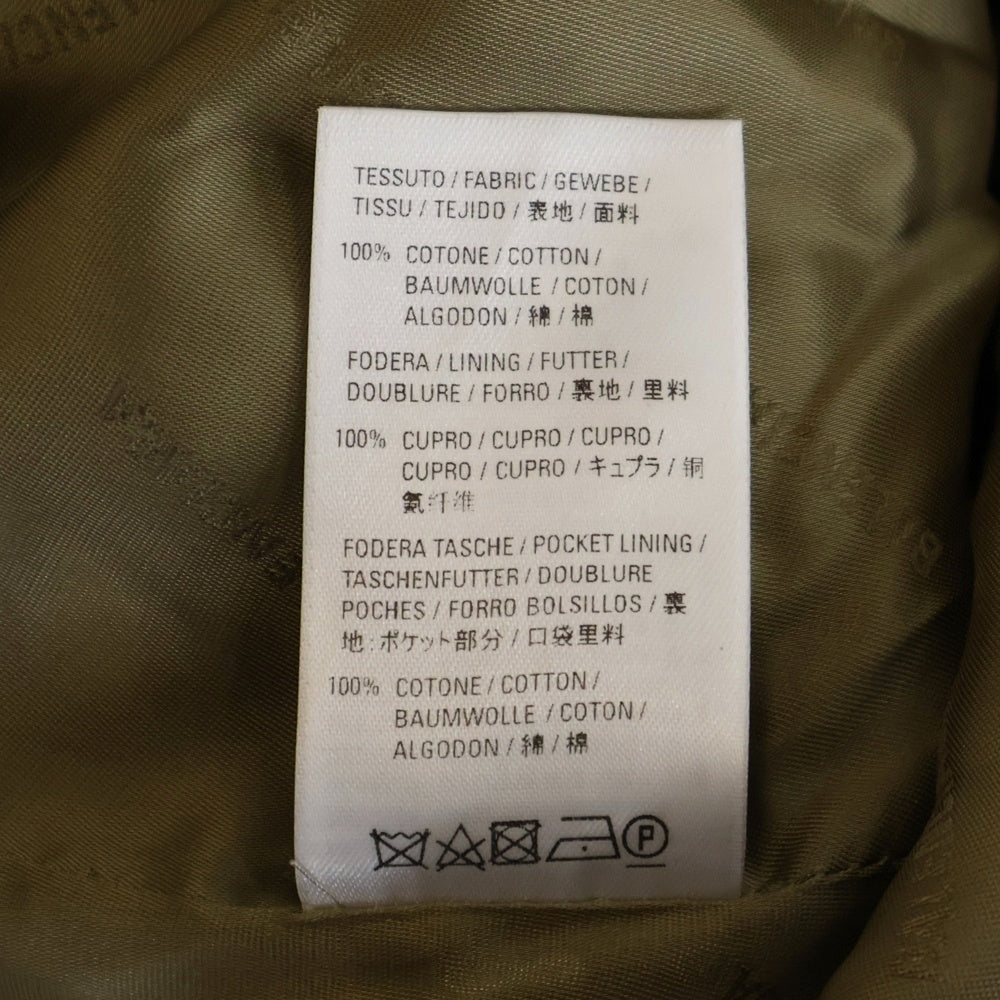 TESSUTO / FABRIC / GEWEBE /
TISSU / TEJIDO / 表地 / 面料
100% COTONE / COTTON /
BAUMWOLLE / COTON /
ALGODON / 綿 / 棉
FODERA / LINING / FUTTER /
DOUBLURE / FORRO / 裏地 / 里料
100% CUPRO / CUPRO / CUPRO /
CUPRO / CUPRO / キュプラ / 铜
氨纤维
FODERA TASCHE / POCKET LINING /
TASCHENFUTTER / DOUBLURE
POCHES / FORRO BOLSILLOS / 裏
地:ポケット部分 / 口袋里料
100% COTONE / COTTON /
BAUMWOLLE / COTON /
ALGODON / 綿 / 棉
P